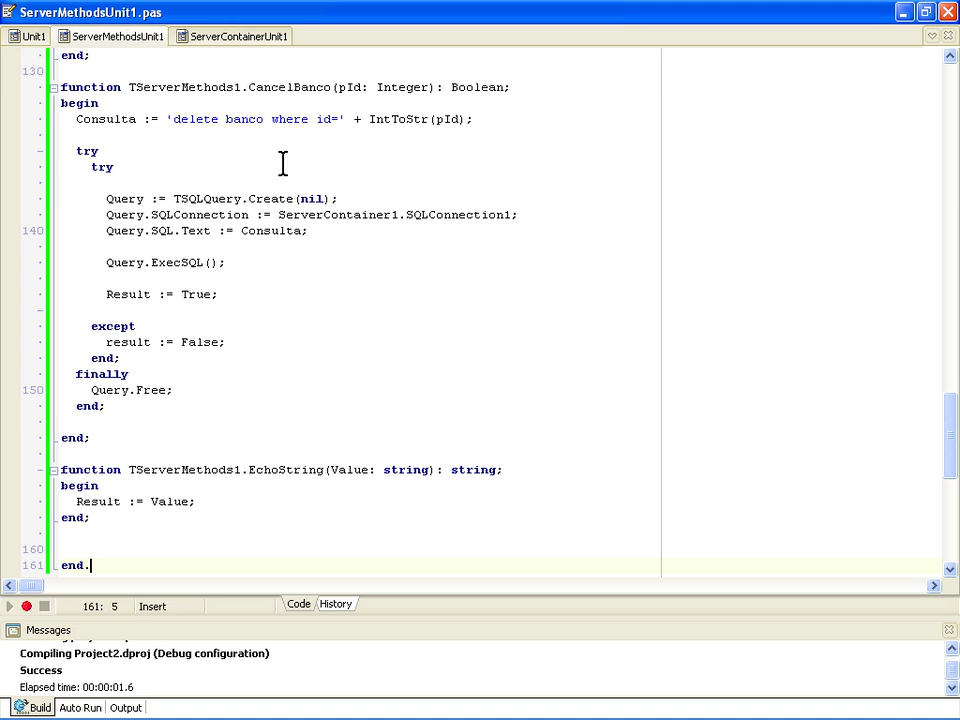 ServerMethodsUnit1.pas
Unit1 ServerMethodsUnit1 ServerContainerUnit1
end;
130
function TServerMethods1.CancelBanco(pId: Integer): Boolean;
begin
Consulta := 'delete banco where id=' + IntToStr(pId);
try
try
Query := TSQLQuery.Create(nil);
Query.SQLConnection := ServerContainer1.SQLConnection1;
140 Query.SQL.Text := Consulta;
Query.ExecSQL();
Result := True;
except
result := False;
end;
finally
150 Query.Free;
end;
end;
function TServerMethods1.EchoString(Value: string): string;
begin
Result := Value;
end;
160
161 end.
161: 5 Insert Code History
Messages
Compiling Project2.dproj (Debug configuration)
Success
Elapsed time: 00:00:01.6
Build Auto Run Output